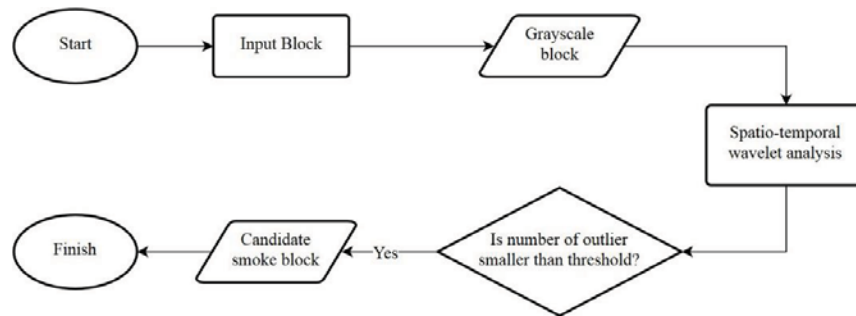 Start
Input Block
Grayscale
block
Spatio-temporal
wavelet analysis
Is number of outlier
smaller than threshold?
Yes
Candidate
smoke block
Finish